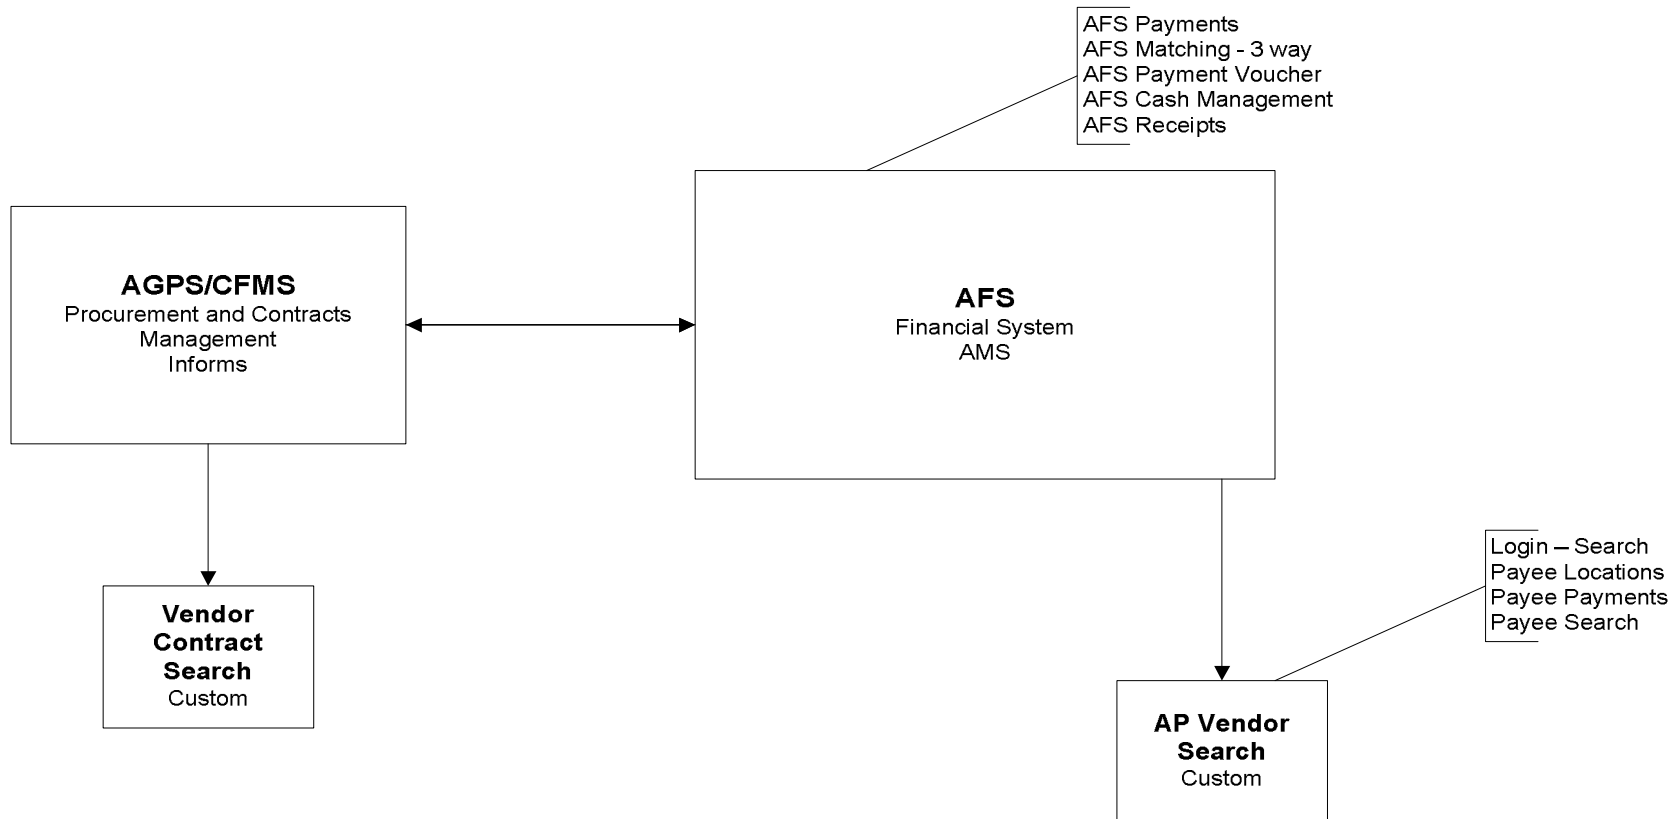 AFS Payments
AFS Matching - 3 way
AFS Payment Voucher
AFS Cash Management
AFS Receipts
AGPS/CFMS
Procurement and Contracts
Management
Informs
AFS
Financial System
AMS
Login – Search
Payee Locations
Payee Payments
Payee Search
Vendor
Contract
Search
Custom
AP Vendor
Search
Custom